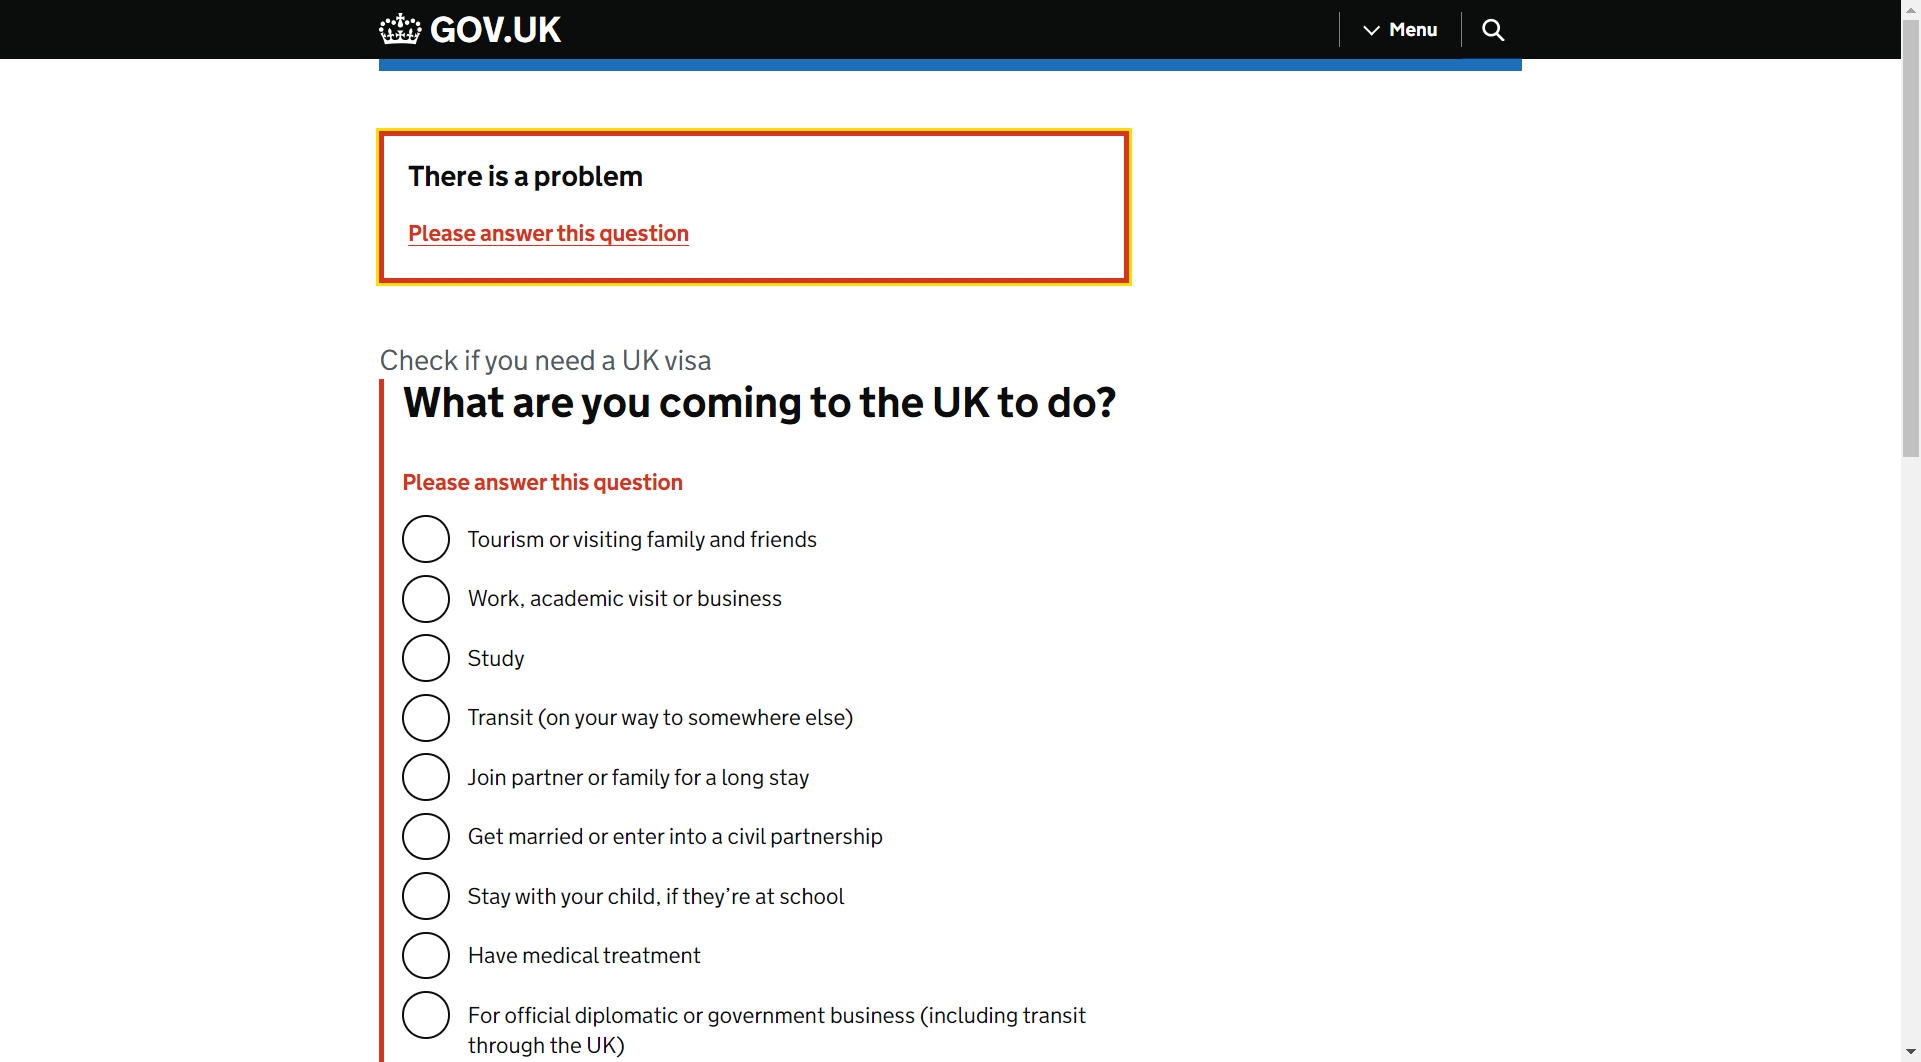 GOV.UK
Menu
There is a problem
Please answer this question
Check if you need a UK visa
What are you coming to the UK to do?
Please answer this question
Tourism or visiting family and friends
Work, academic visit or business
Study
Transit (on your way to somewhere else)
Join partner or family for a long stay
Get married or enter into a civil partnership
Stay with your child, if they’re at school
Have medical treatment
For official diplomatic or government business (including transit
through the UK)